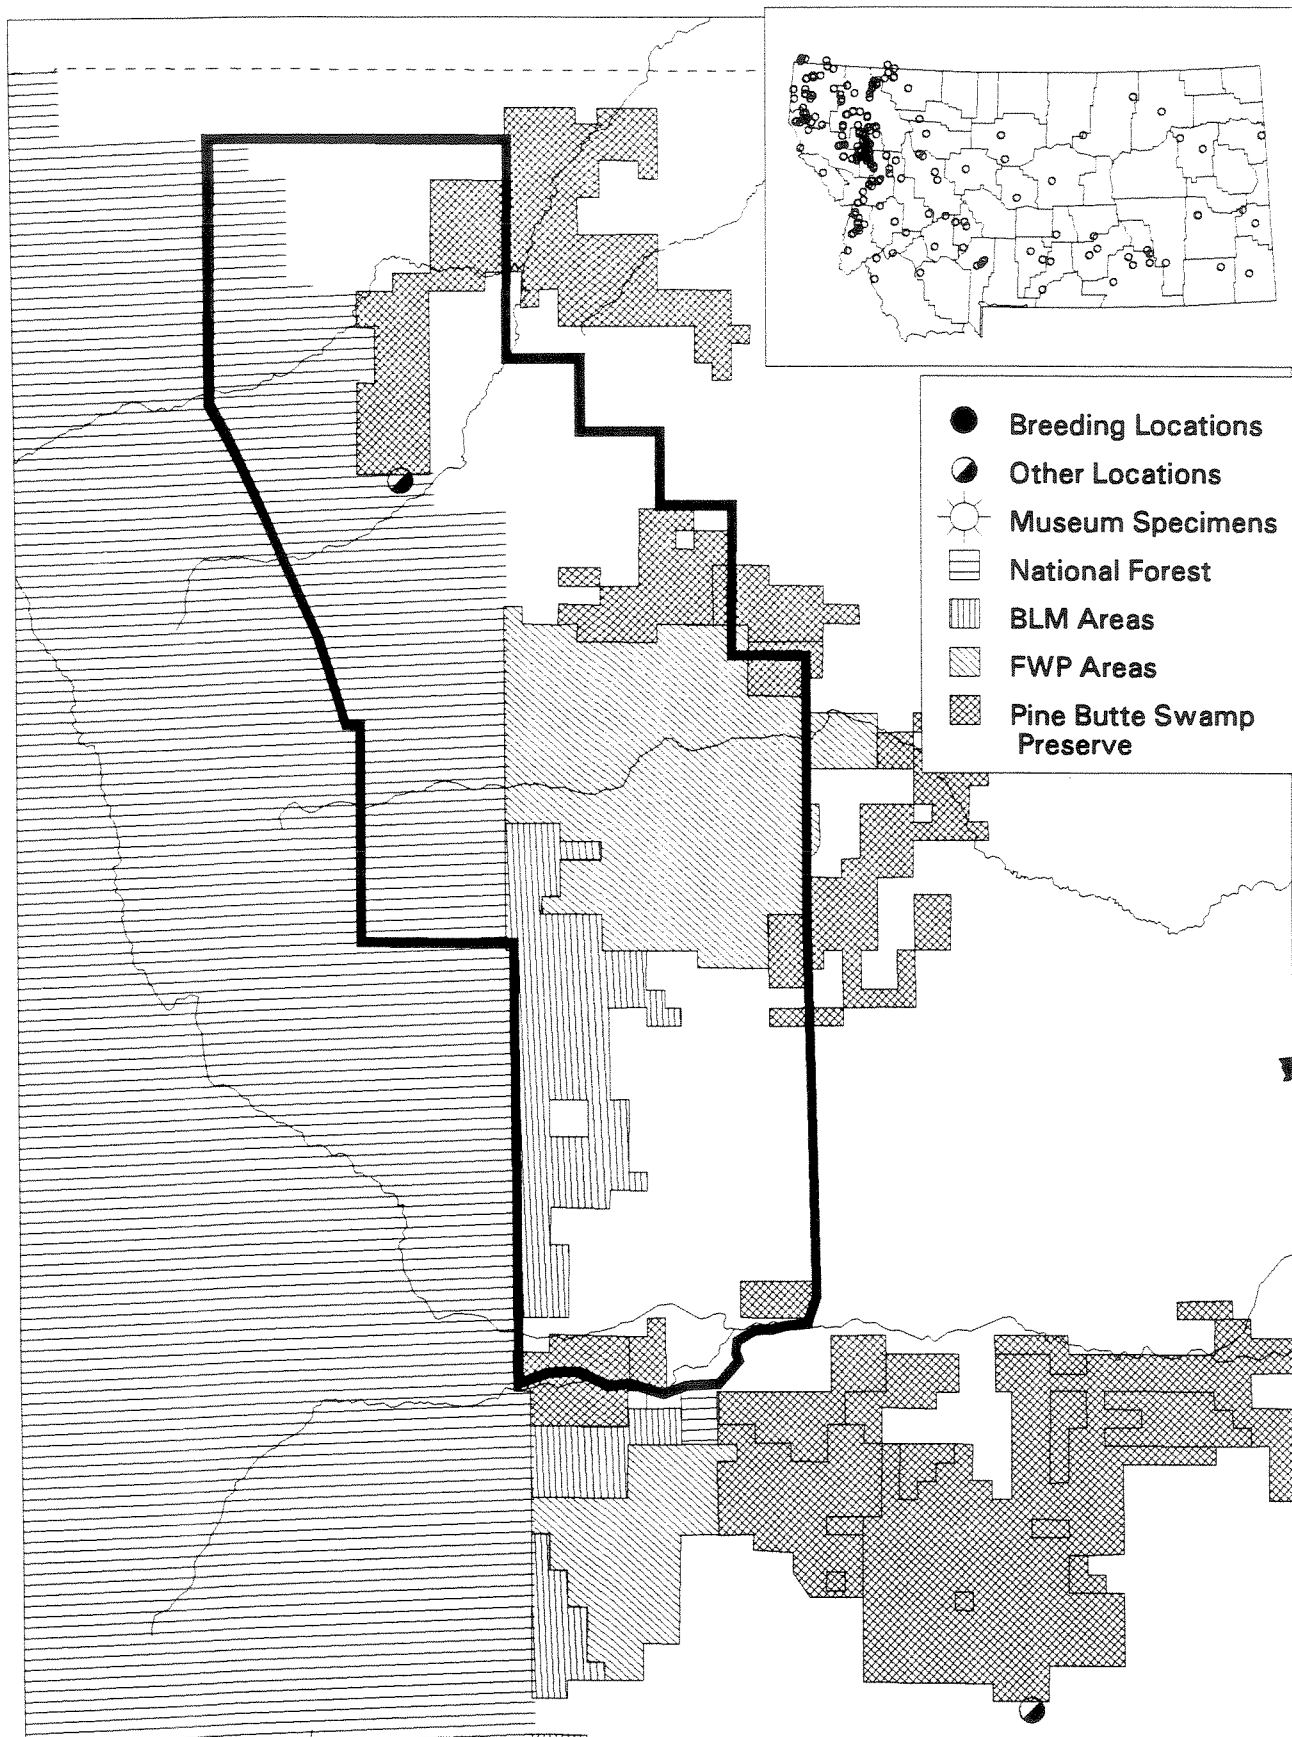 Breeding Locations
Other Locations
Museum Specimens
National Forest
BLM Areas
FWP Areas
Pine Butte Swamp
Preserve